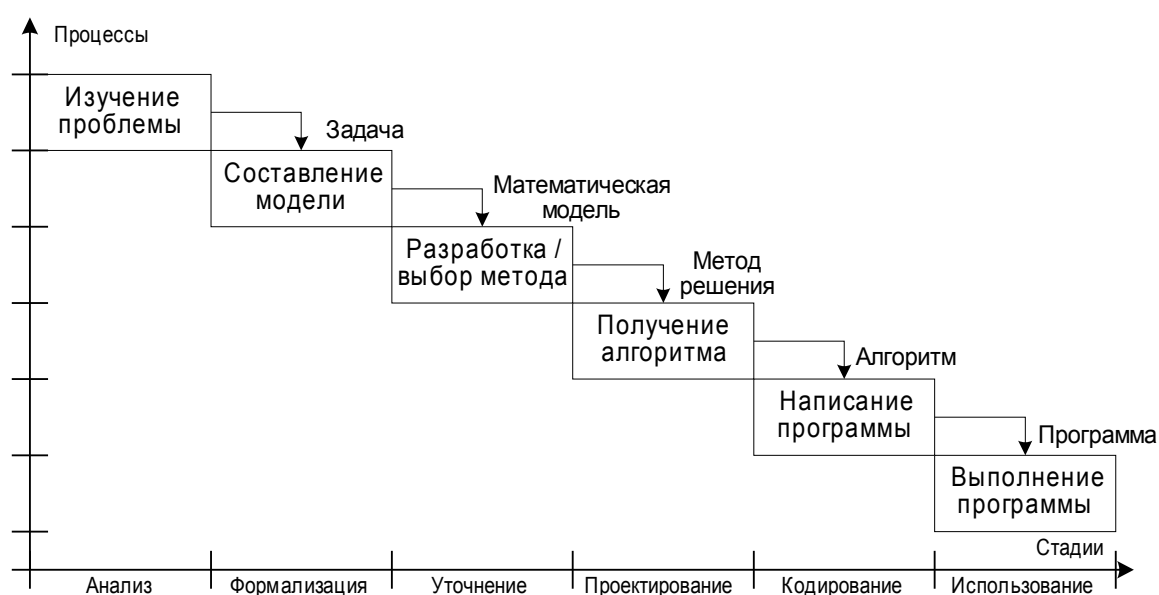 Процессы
Изучение
проблемы
Задача
Составление
модели
Математическая
модель
Разработка /
выбор метода
Метод
решения
Получение
алгоритма
Алгоритм
Написание
программы
Программа
Выполнение
программы
Стадии
Анализ
Формализация
Уточнение
Проектирование
Кодирование
Использование